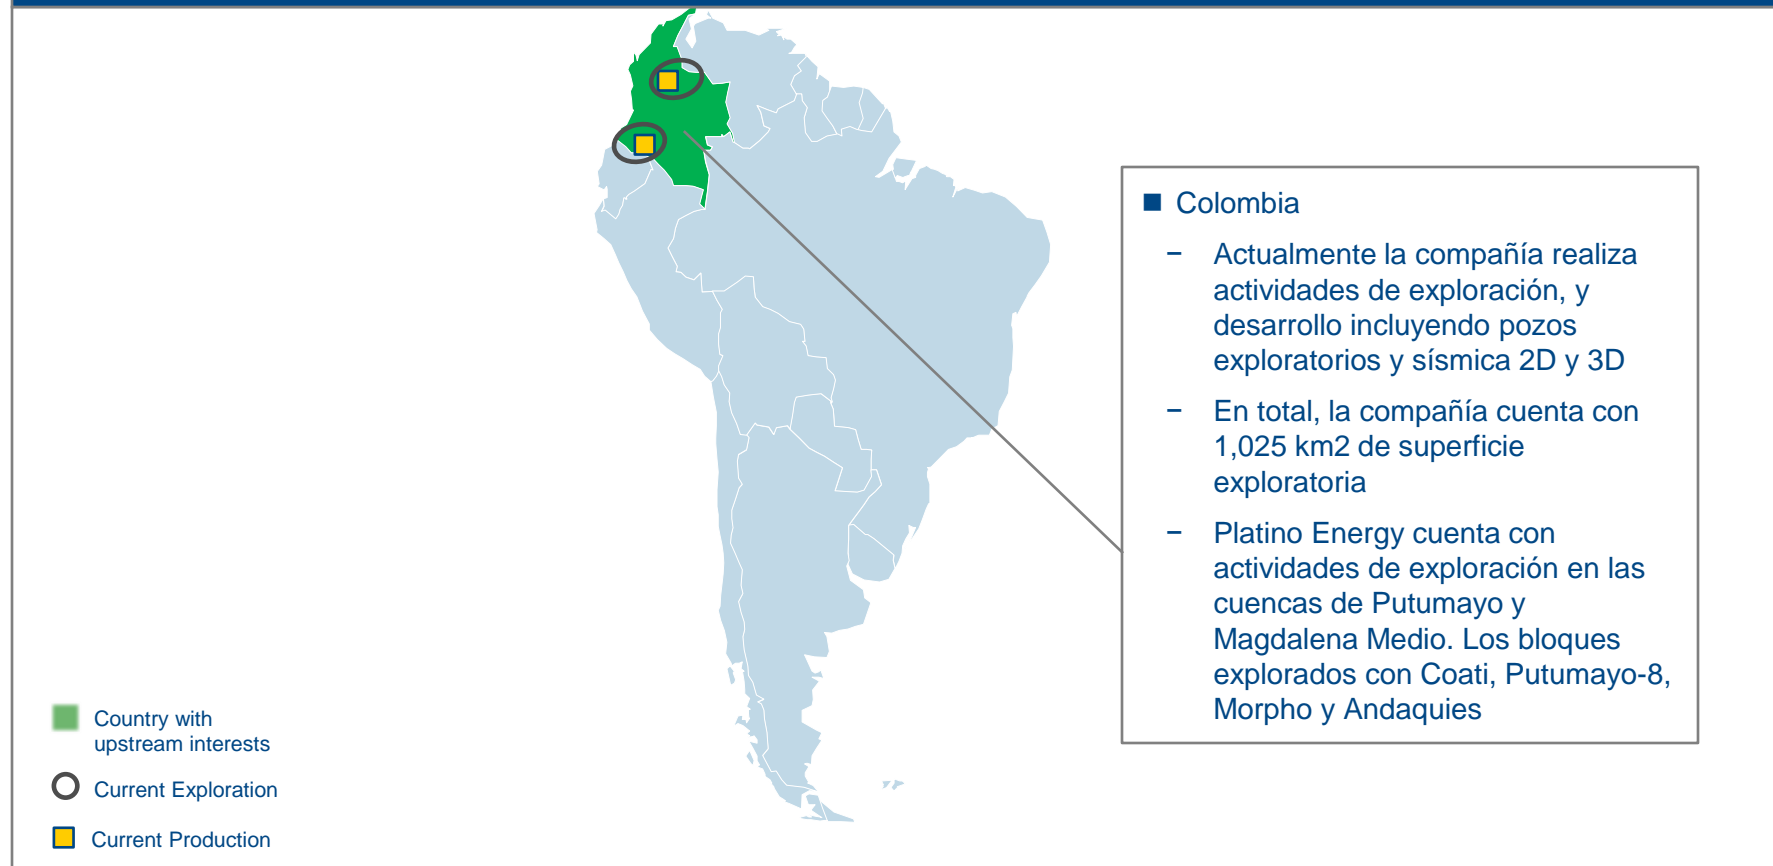 ■ Colombia
− Actualmente la compañía realiza
actividades de exploración, y
desarrollo incluyendo pozos
exploratorios y sísmica 2D y 3D
− En total, la compañía cuenta con
1,025 km2 de superficie
exploratoria
− Platino Energy cuenta con
actividades de exploración en las
cuencas de Putumayo y
Magdalena Medio. Los bloques
explorados con Coati, Putumayo-8,
Morpho y Andaquies
Country with
upstream interests
Current Exploration
Current Production